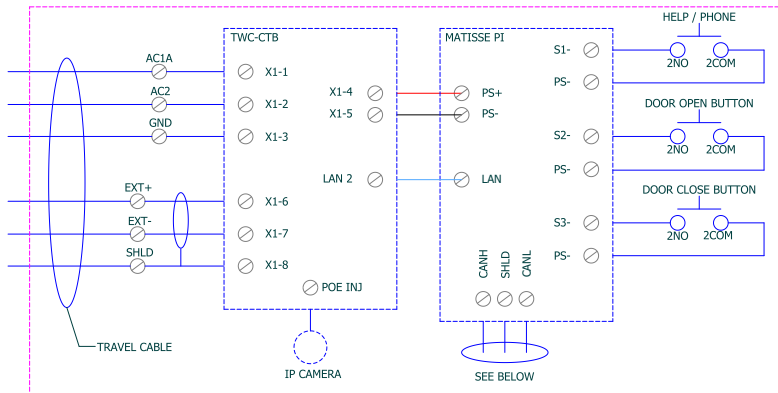 HELP / PHONE
TWC-CTB
MATISSE PI
S1-
2NO 2COM
AC1A
X1-1
PS-
AC2
X1-4
PS+
X1-2
DOOR OPEN BUTTON
X1-5
PS-
GND
X1-3
S2-
2NO 2COM
PS-
LAN 2
LAN
EXT+
DOOR CLOSE BUTTON
X1-6
EXT-
S3-
X1-7
2NO 2COM
SHLD
X1-8
PS-
CANH
SHLD
CANL
POE INJ
TRAVEL CABLE
IP CAMERA
SEE BELOW